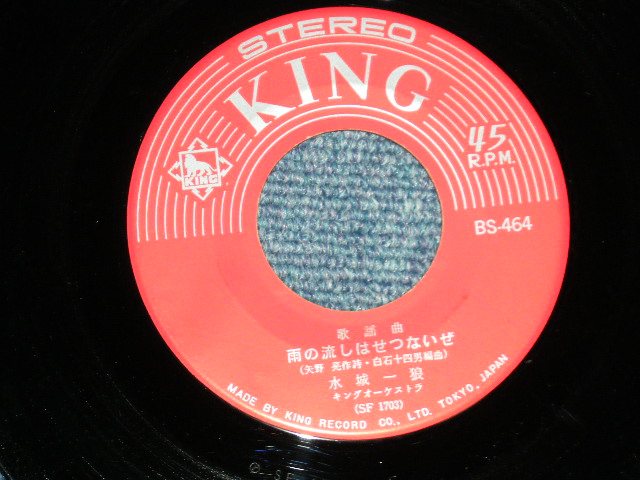 STEREO
KING
45
R.P.M.
KING
BS-464
歌謡曲
雨の流しはせつないぜ
(矢野 亮作詩・白石十四男編曲)
水城一狼
キングオーケストラ
(SF 1703)
MADE BY KING RECORD CO., LTD. TOKYO, JAPAN